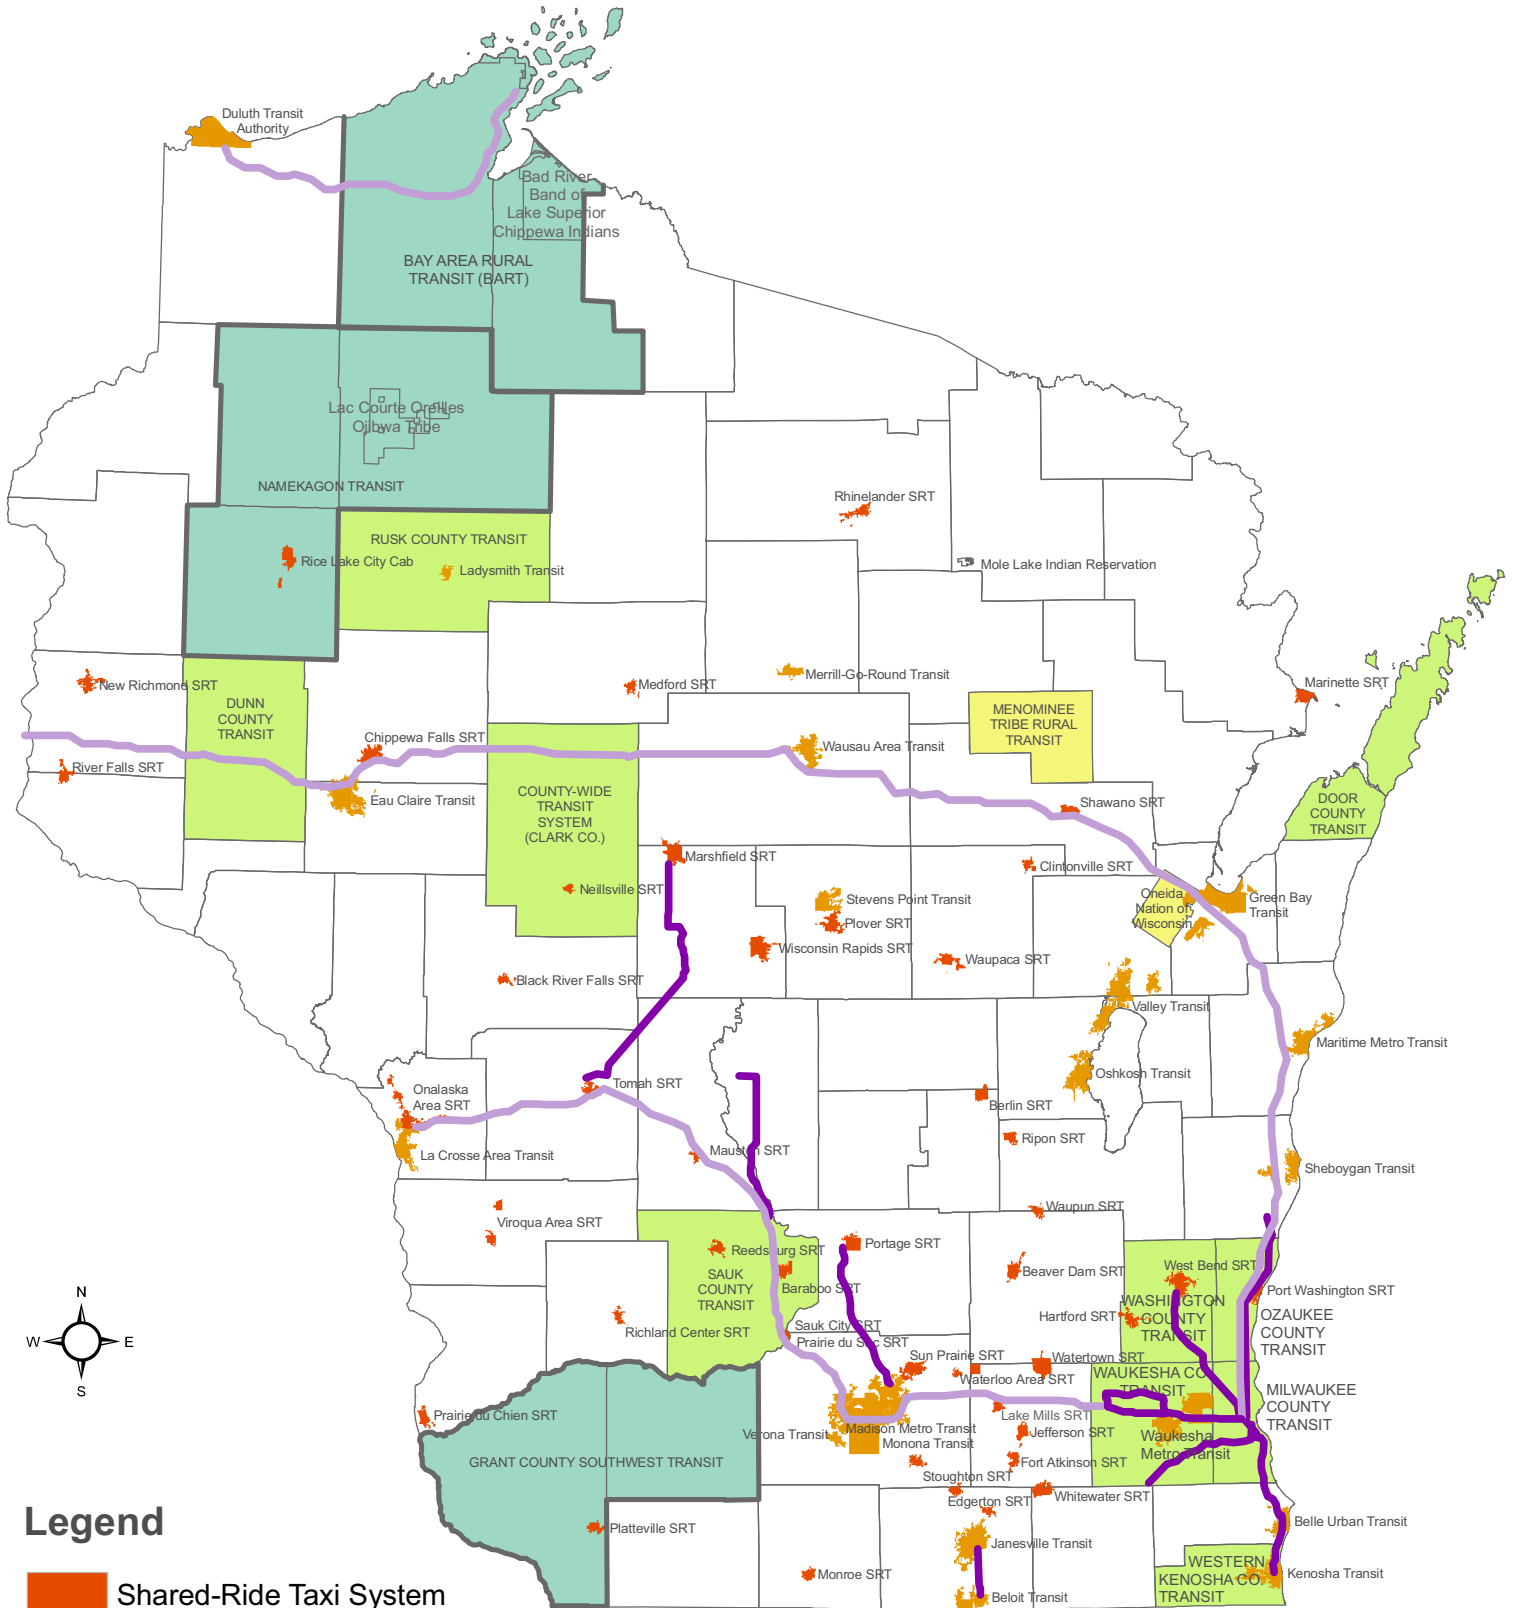 Duluth Transit
Authority
Bad River
Band of
Lake Superior
Chippewa Indians
BAY AREA RURAL
TRANSIT (BART)
Lac Courte Oreilles
Ojibwa Tribe
NAMEKAGON TRANSIT
Rhinelander SRT
RUSK COUNTY TRANSIT
Rice Lake City Cab
Ladysmith Transit
Mole Lake Indian Reservation
New Richmond SRT
Medford SRT
Merrill-Go-Round Transit
Marinette SRT
DUNN
COUNTY
TRANSIT
MENOMINEE
TRIBE RURAL
TRANSIT
Chippewa Falls SRT
Wausau Area Transit
River Falls SRT
Eau Claire Transit
COUNTY-WIDE
TRANSIT
SYSTEM
(CLARK CO.)
Shawano SRT
DOOR
COUNTY
TRANSIT
Marshfield SRT
Clintonville SRT
Neillsville SRT
Stevens Point Transit
Oneida
Nation of
Wisconsin
Green Bay
Transit
Plover SRT
Wisconsin Rapids SRT
Waupaca SRT
Black River Falls SRT
Valley Transit
Maritime Metro Transit
Oshkosh Transit
Tomah SRT
Onalaska
Area SRT
Berlin SRT
Ripon SRT
La Crosse Area Transit
Mauston SRT
Sheboygan Transit
Viroqua Area SRT
Waupun SRT
Reedsburg SRT
Portage SRT
SAUK
COUNTY
TRANSIT
Baraboo SRT
Beaver Dam SRT
West Bend SRT
Port Washington SRT
WASHINGTON
COUNTY
TRANSIT
Hartford SRT
OZAUKEE
COUNTY
TRANSIT
Richland Center SRT
Sauk City SRT
Prairie du Sac SRT
Sun Prairie SRT
Watertown SRT
Waterloo Area SRT
WAUKESHA CO.
TRANSIT
MILWAUKEE
COUNTY
TRANSIT
Prairie du Chien SRT
Lake Mills SRT
Verona Transit
Madison Metro Transit
Monona Transit
Jefferson SRT
Waukesha
Metro Transit
GRANT COUNTY SOUTHWEST TRANSIT
Fort Atkinson SRT
Stoughton SRT
Edgerton SRT
Whitewater SRT
Platteville SRT
Belle Urban Transit
Janesville Transit
Monroe SRT
WESTERN
KENOSHA CO.
TRANSIT
Kenosha Transit
Beloit Transit
N
W
E
S
Legend
Shared-Ride Taxi System